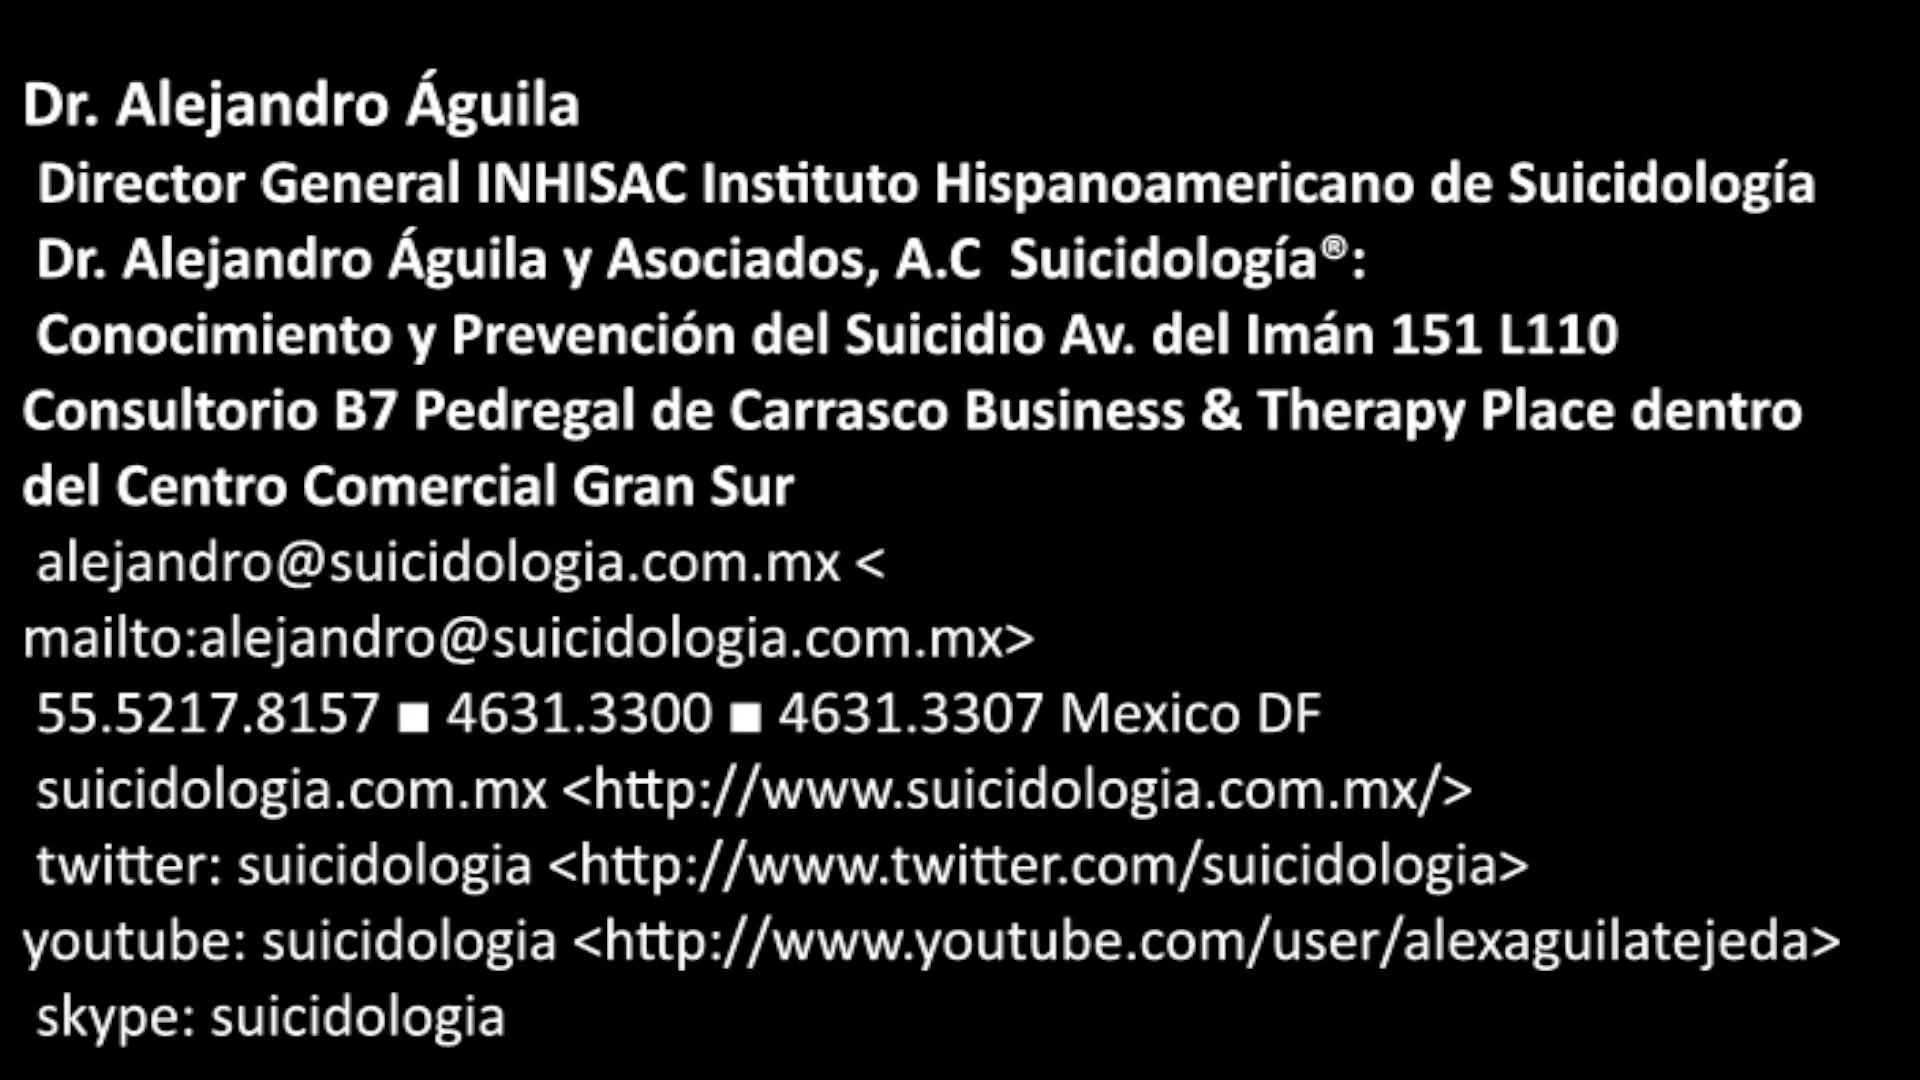 Dr. Alejandro Águila
Director General INHISAC Instituto Hispanoamericano de Suicidología
Dr. Alejandro Águila y Asociados, A.C  Suicidología®:
Conocimiento y Prevención del Suicidio Av. del Imán 151 L110
Consultorio B7 Pedregal de Carrasco Business & Therapy Place dentro
del Centro Comercial Gran Sur
alejandro@suicidologia.com.mx <
mailto:alejandro@suicidologia.com.mx>
55.5217.8157 ■ 4631.3300 ■ 4631.3307 Mexico DF
suicidologia.com.mx <http://www.suicidologia.com.mx/>
twitter: suicidologia <http://www.twitter.com/suicidologia>
youtube: suicidologia <http://www.youtube.com/user/alexaguilatejeda>
skype: suicidologia